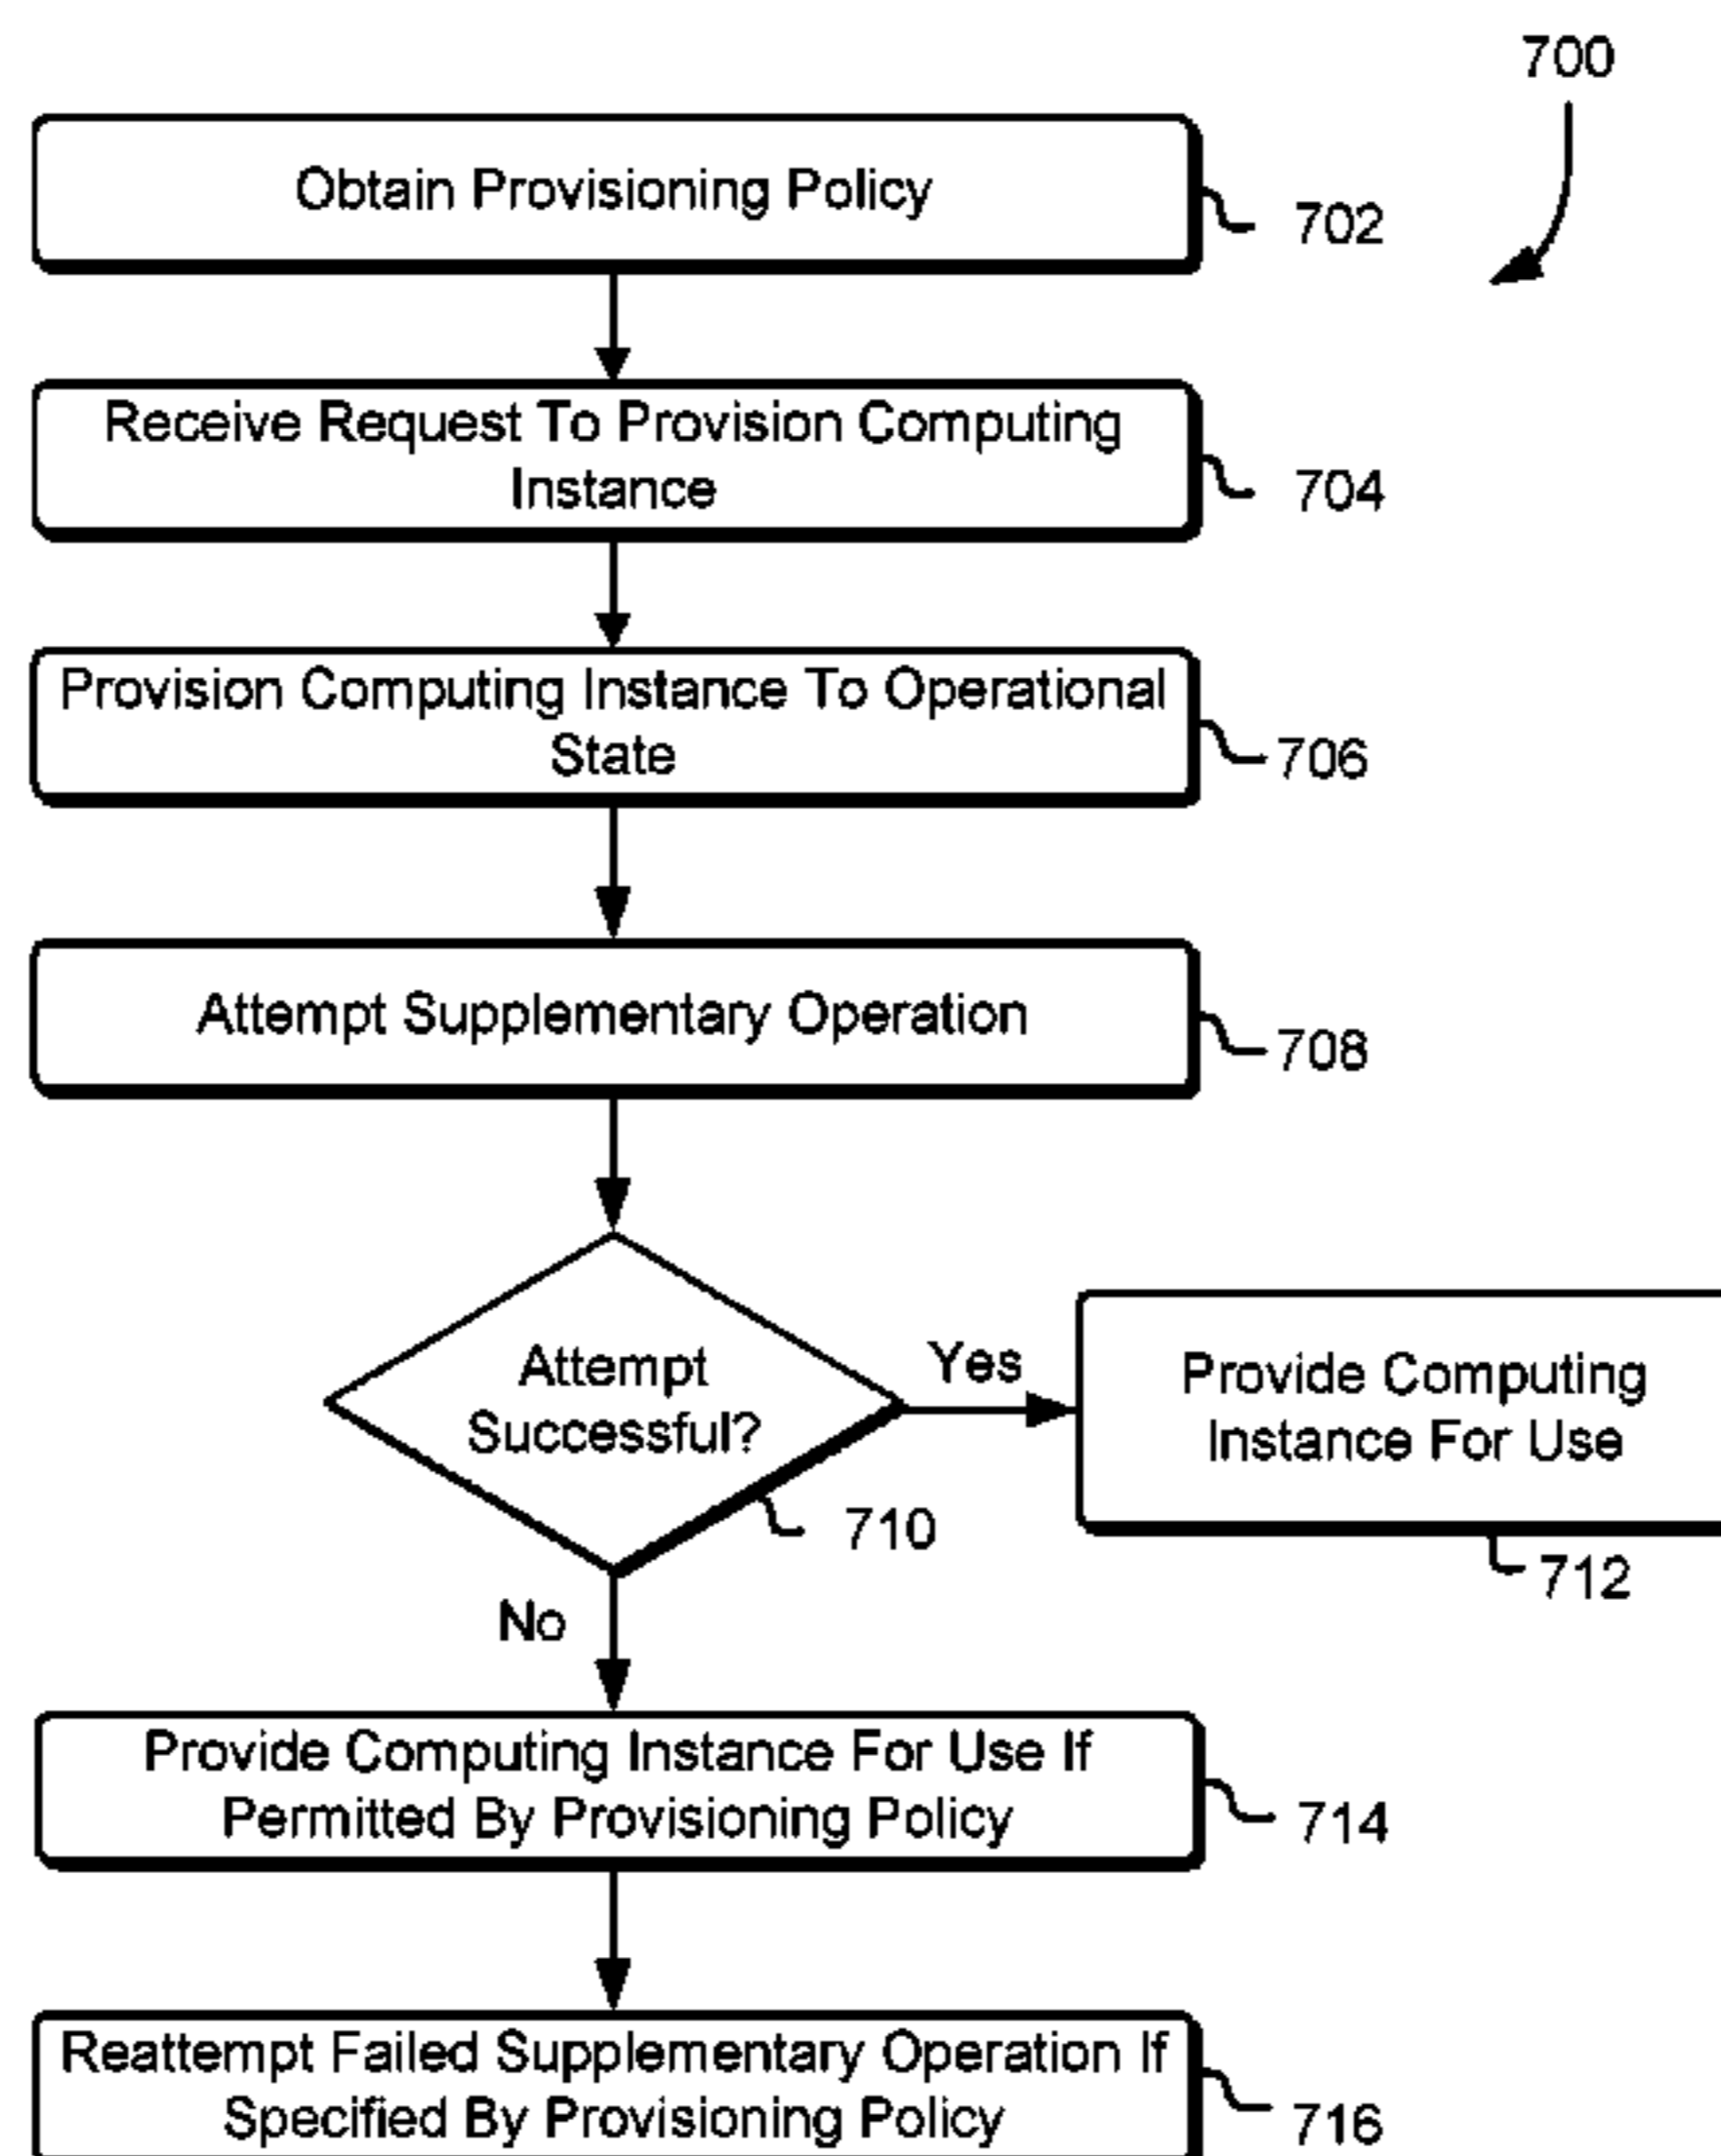 700
Obtain Provisioning Policy
702
Receive Request To Provision Computing
Instance
704
Provision Computing Instance To Operational
State
706
Attempt Supplementary Operation
708
Attempt
Successful?
710
Yes
Provide Computing
Instance For Use
712
No
Provide Computing Instance For Use If
Permitted By Provisioning Policy
714
Reattempt Failed Supplementary Operation If
Specified By Provisioning Policy
716